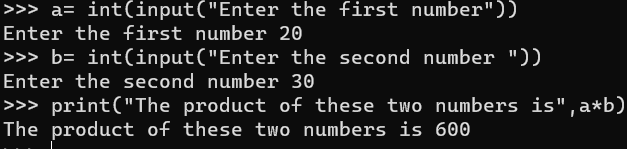 >>> a= int(input("Enter the first number"))
Enter the first number 20
>>> b= int(input("Enter the second number "))
Enter the second number 30
>>> print("The product of these two numbers is",a*b)
The product of these two numbers is 600
>>>